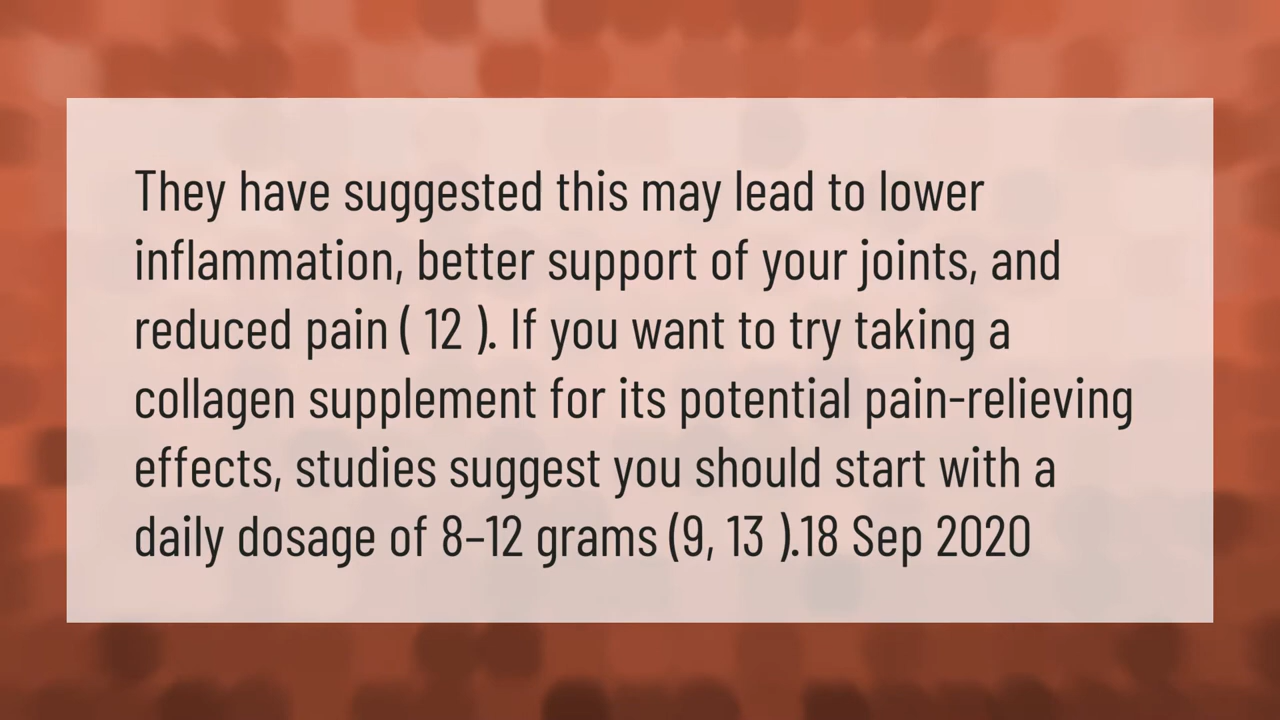 They have suggested this may lead to lower
inflammation, better support of your joints, and
reduced pain ( 12 ). If you want to try taking a
collagen supplement for its potential pain-relieving
effects, studies suggest you should start with a
daily dosage of 8–12 grams (9, 13 ).18 Sep 2020